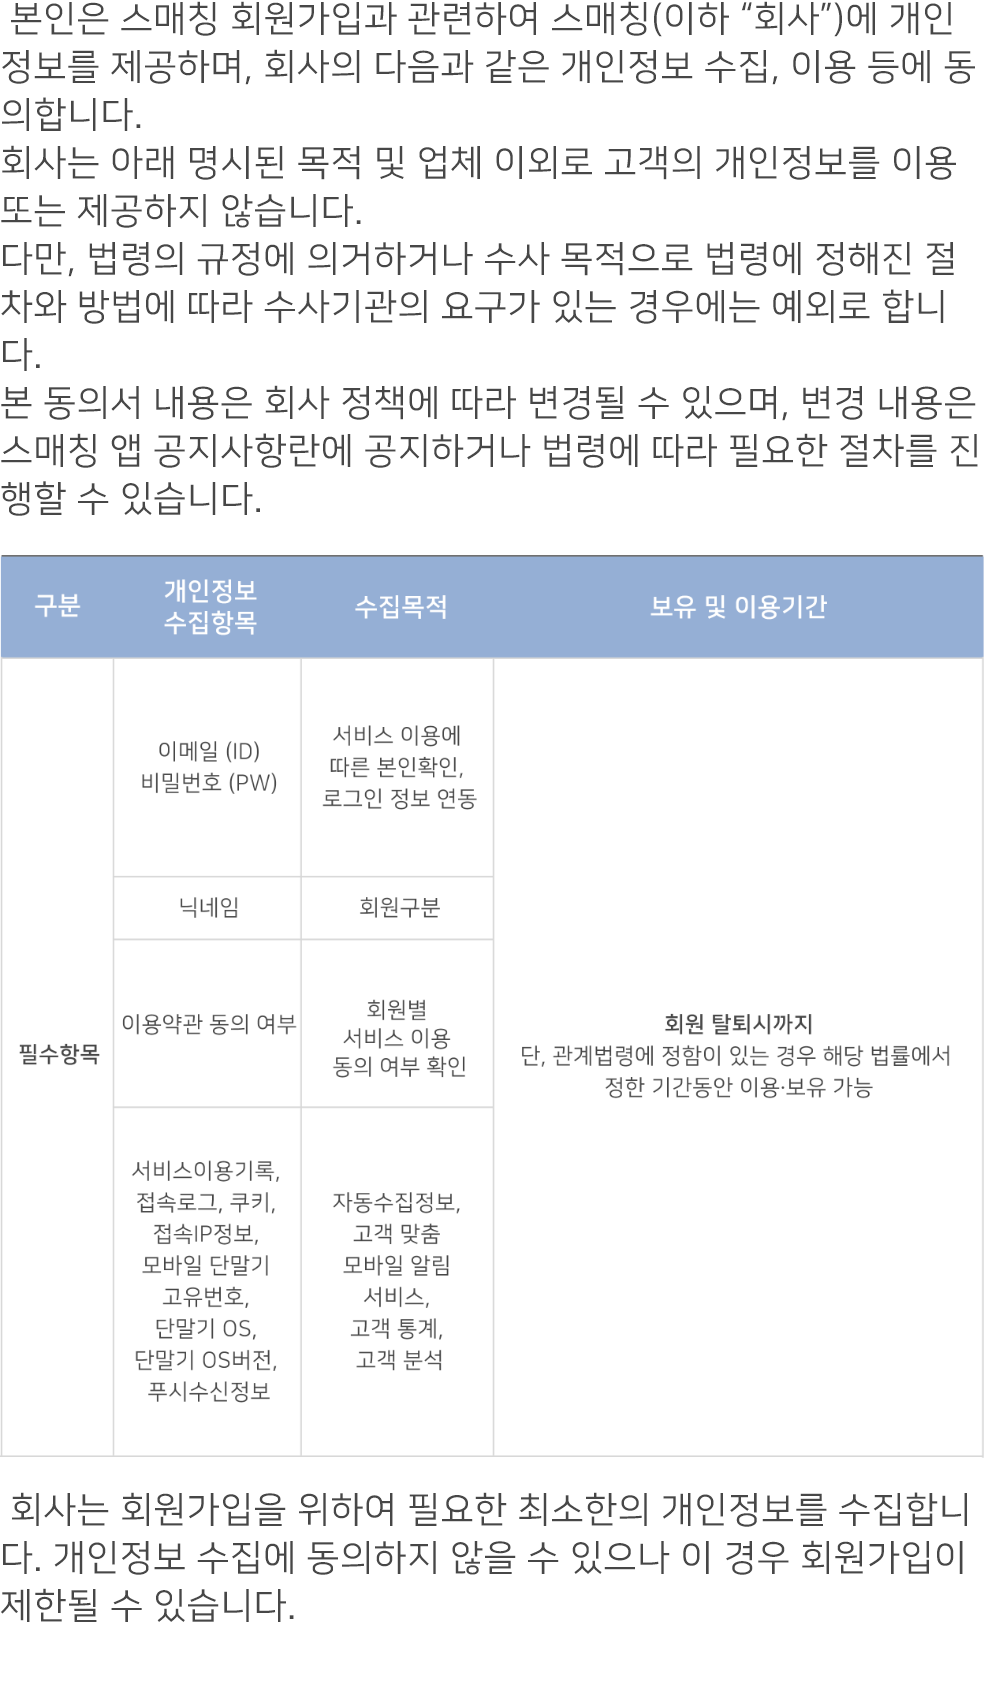 본인은 스매칭 회원가입과 관련하여 스매칭(이하 “회사”)에 개인
정보를 제공하며, 회사의 다음과 같은 개인정보 수집, 이용 등에 동
의합니다.
회사는 아래 명시된 목적 및 업체 이외로 고객의 개인정보를 이용
또는 제공하지 않습니다.
다만, 법령의 규정에 의거하거나 수사 목적으로 법령에 정해진 절
차와 방법에 따라 수사기관의 요구가 있는 경우에는 예외로 합니
다.
본 동의서 내용은 회사 정책에 따라 변경될 수 있으며, 변경 내용은
스매칭 앱 공지사항란에 공지하거나 법령에 따라 필요한 절차를 진
행할 수 있습니다.
구분
개인정보
수집항목
수집목적
보유 및 이용기간
필수항목
이메일 (ID)
비밀번호 (PW)
서비스 이용에
따른 본인확인,
로그인 정보 연동
닉네임
회원구분
이용약관 동의 여부
회원별
서비스 이용
동의 여부 확인
서비스이용기록,
접속로그, 쿠키,
접속IP정보,
모바일 단말기
고유번호,
단말기 OS,
단말기 OS버전,
푸시수신정보
자동수집정보,
고객 맞춤
모바일 알림
서비스,
고객 통계,
고객 분석
회원 탈퇴시까지
단, 관계법령에 정함이 있는 경우 해당 법률에서
정한 기간동안 이용·보유 가능
회사는 회원가입을 위하여 필요한 최소한의 개인정보를 수집합니
다. 개인정보 수집에 동의하지 않을 수 있으나 이 경우 회원가입이
제한될 수 있습니다.